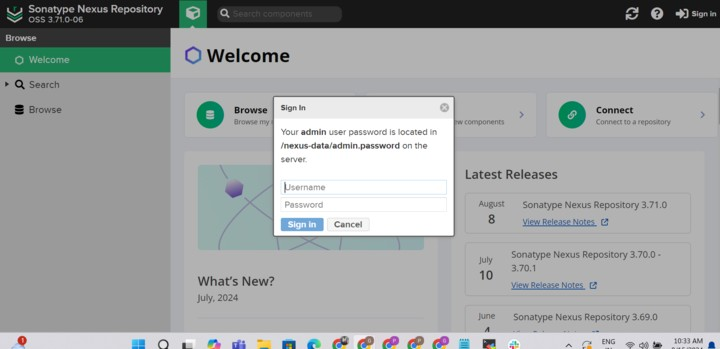 Sonatype Nexus Repository
OSS 3.71.0-06
Search components
Sign in
Browse
Welcome
Search
Browse
Welcome
Browse
Browse my
w components
Connect
Connect to a repository
Sign In
Your admin user password is located in
/nexus-data/admin.password on the
server.
Username
Password
Sign in
Cancel
What's New?
July, 2024
Latest Releases
August
8
Sonatype Nexus Repository 3.71.0
View Release Notes
July
10
Sonatype Nexus Repository 3.70.0 -
3.70.1
View Release Notes
June
Sonatype Nexus Repository 3.69.0
1
ENG
10:33 AM